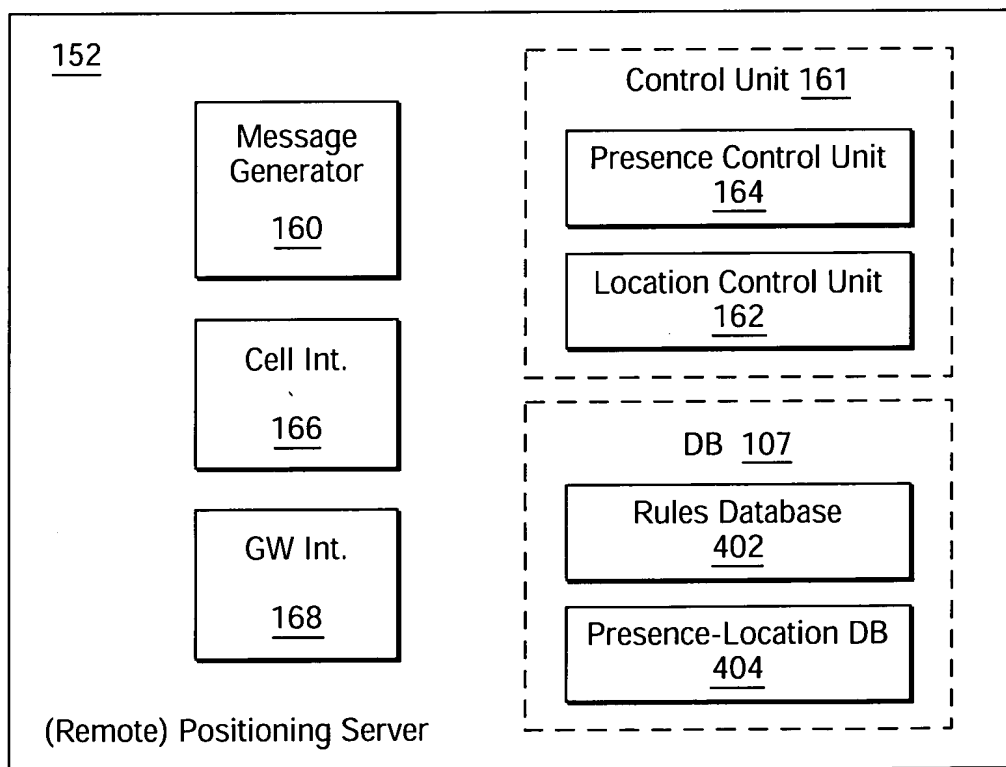 152
Message
Generator
160
Cell Int.
166
GW Int.
168
(Remote) Positioning Server
Control Unit 161
Presence Control Unit
164
Location Control Unit
162
DB 107
Rules Database
402
Presence-Location DB
404